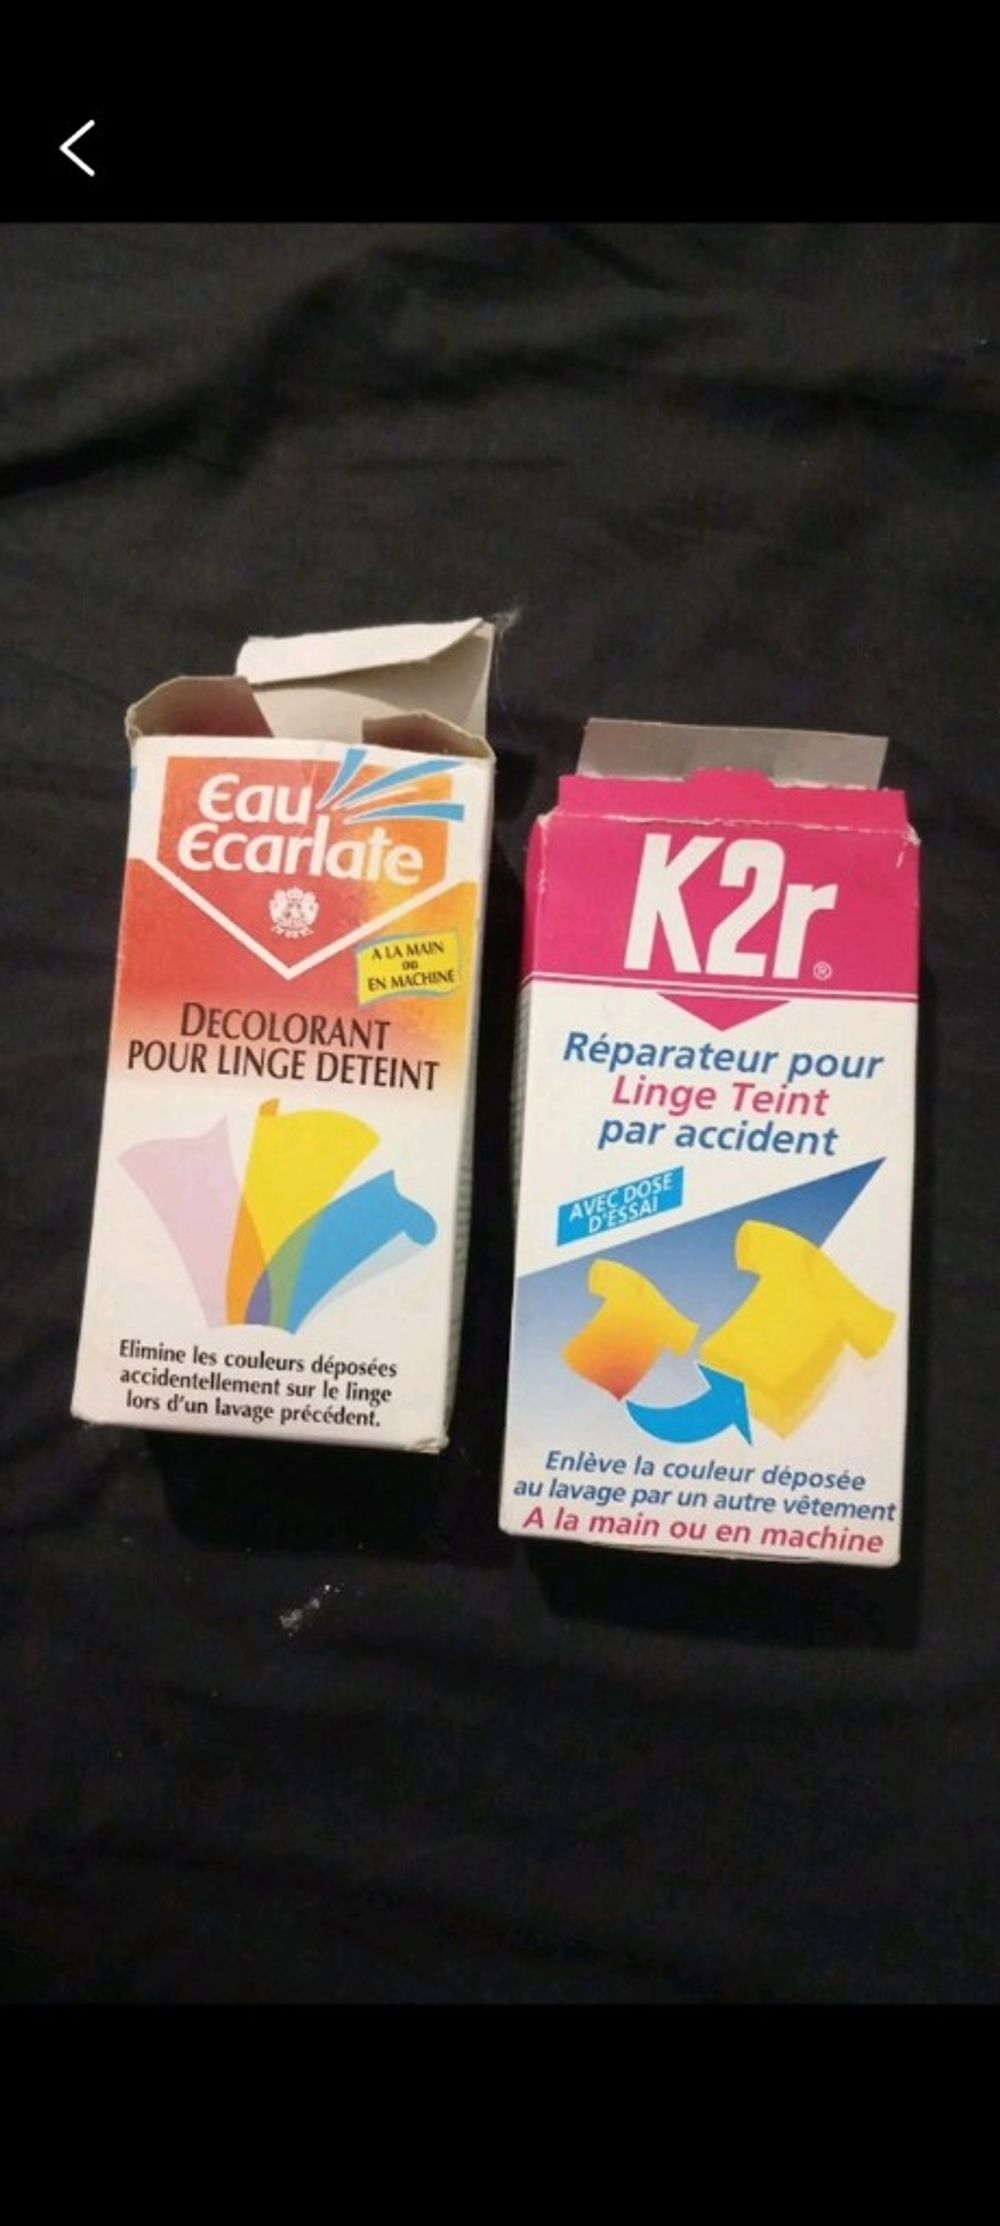 Eau
Ecarlate
A LA MAIN
OU
EN MACHINE
DECOLORANT
POUR LINGE DETEINT
Elimine les couleurs déposées
accidentellement sur le linge
lors d'un lavage précédent.
K2r®
Réparateur pour
Linge Teint
par accident
AVEC DOSE
D'ESSAI
Enlève la couleur déposée
au lavage par un autre vêtement
A la main ou en machine